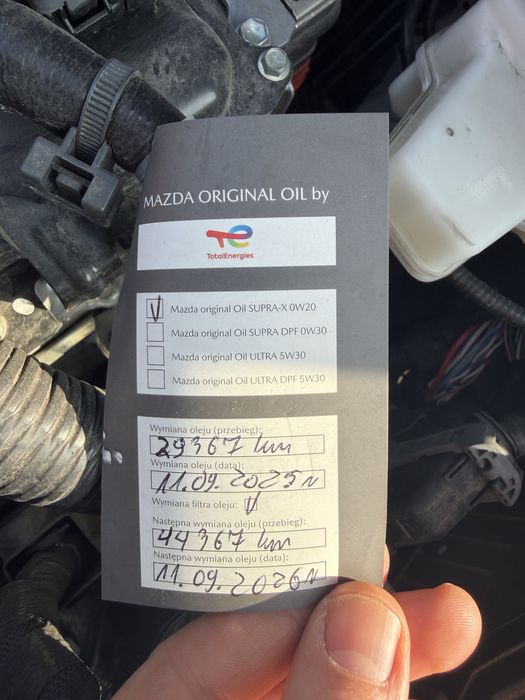 MAZDA ORIGINAL OIL by
TE
TotalEnergies
V Mazda original Oil SUPRA-X 0W20
Mazda original Oil SUPRA DPF 0W30
Mazda original Oil ULTRA 5W30
Mazda original Oil ULTRA DPF 5W30
Wymiana oleju (przebieg):
29367 km
Wymiana oleju (data):
11.09.2025r
Wymiana filtra oleju: V
Następna wymiana oleju (przebieg):
44367 km
Następna wymiana oleju (data):
11.09.2026r